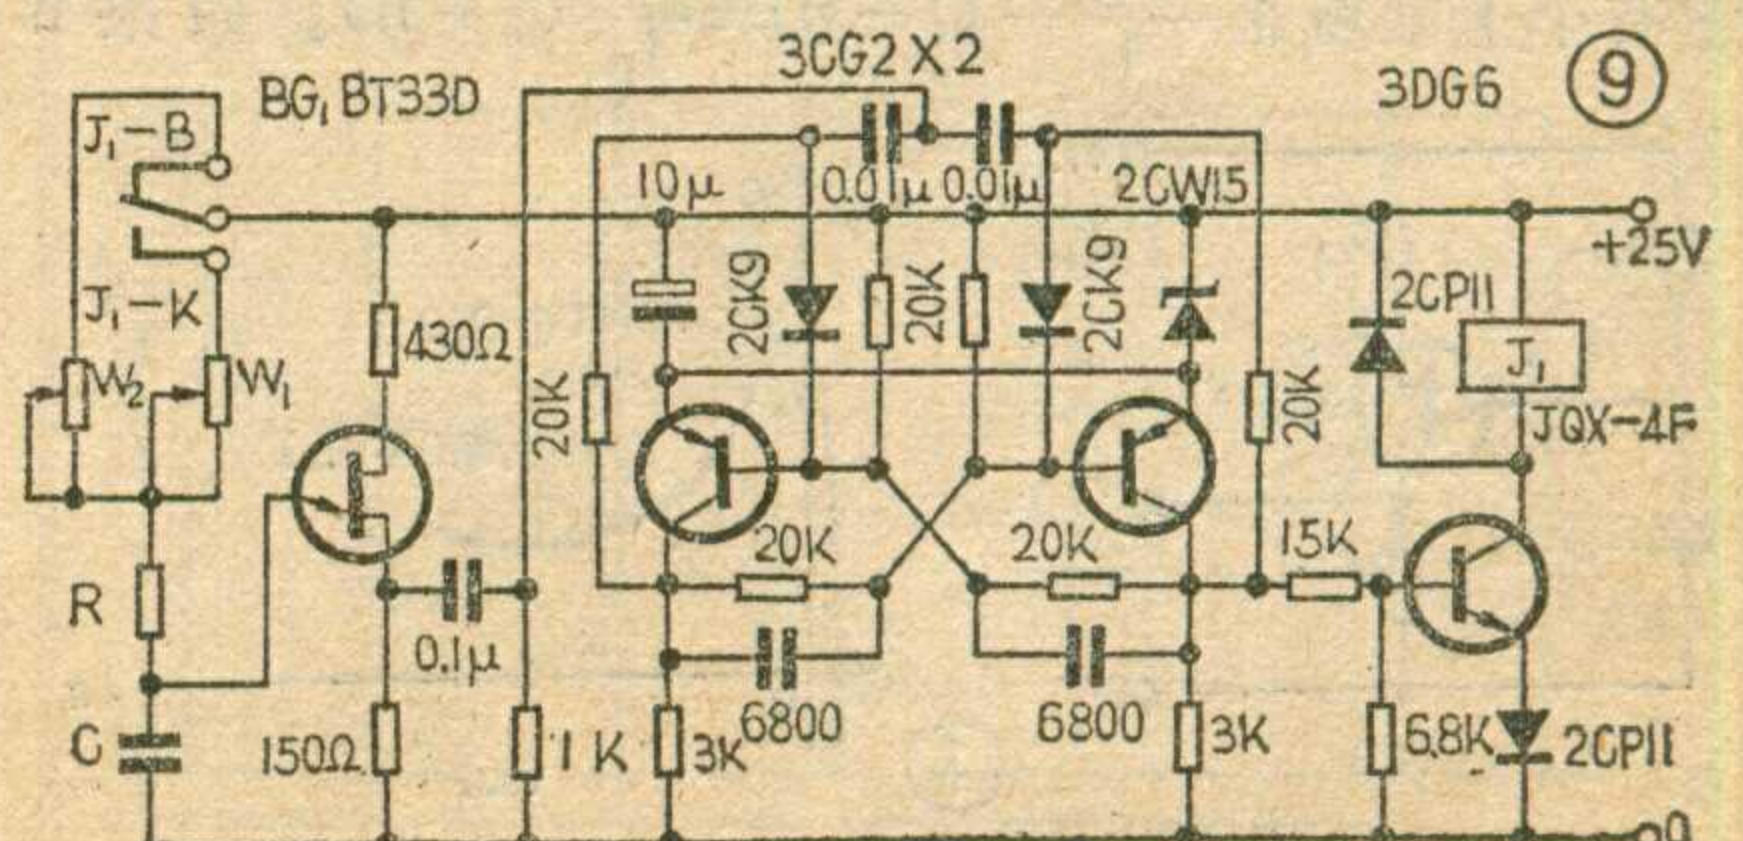 3CG2 X 2
BG₁ BT33D
3DG6
⑨
J₁-B
10μ
0.01μ
0.01μ
2CW15
+25V
J₁-K
430Ω
2CK9
20K
2CK9
2CP11
J₁
JQX-4F
W₂
W₁
20K
20K
20K
20K
15K
R
0.1μ
C
150Ω
1K
3K
6800
6800
3K
6.8K
2CP11
0